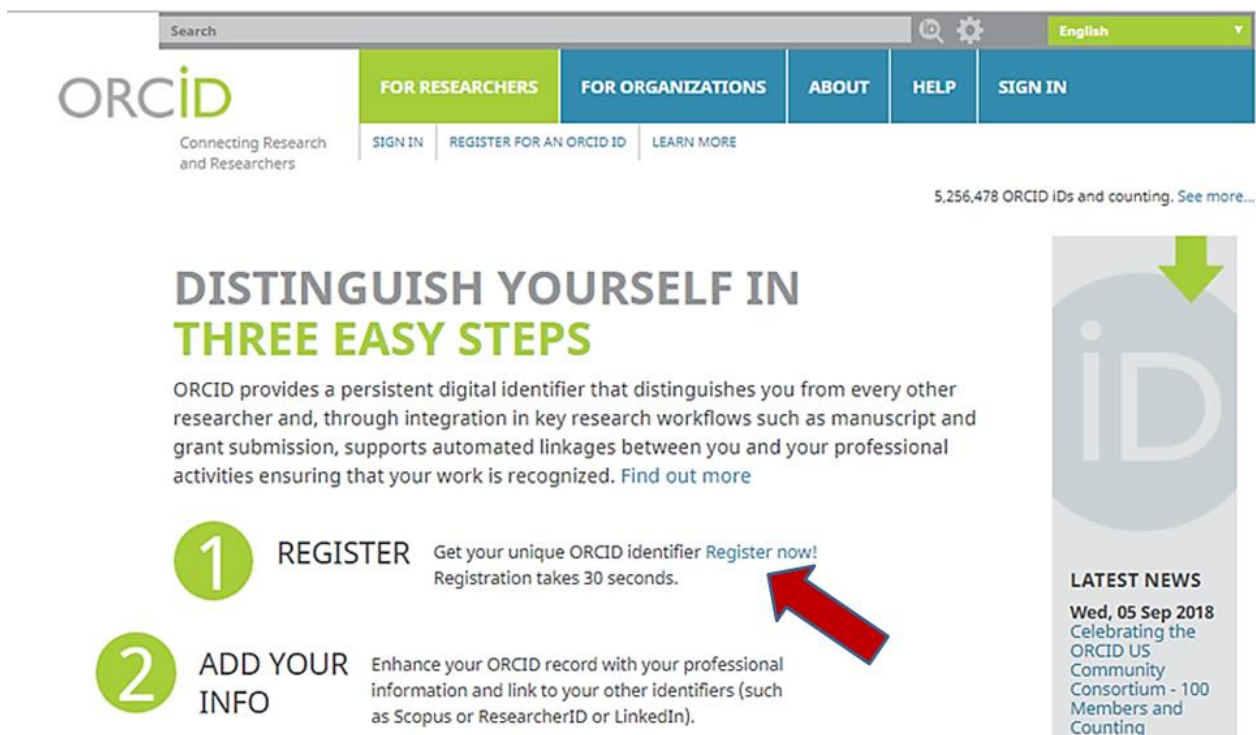 Search
English
ORCiD
FOR RESEARCHERS
FOR ORGANIZATIONS
ABOUT
HELP
SIGN IN
Connecting Research
and Researchers
SIGN IN
REGISTER FOR AN ORCID ID
LEARN MORE
5,256,478 ORCID iDs and counting. See more...
DISTINGUISH YOURSELF IN
THREE EASY STEPS
ORCID provides a persistent digital identifier that distinguishes you from every other
researcher and, through integration in key research workflows such as manuscript and
grant submission, supports automated linkages between you and your professional
activities ensuring that your work is recognized. Find out more
1
REGISTER
Get your unique ORCID identifier Register now!
Registration takes 30 seconds.
2
ADD YOUR
INFO
Enhance your ORCID record with your professional
information and link to your other identifiers (such
as Scopus or ResearcherID or LinkedIn).
iD
LATEST NEWS
Wed, 05 Sep 2018
Celebrating the
ORCID US
Community
Consortium - 100
Members and
Counting